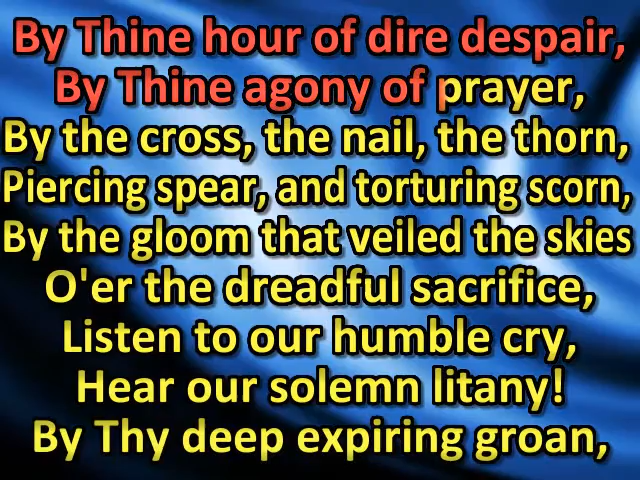 By Thine hour of dire despair,
By Thine agony of prayer,
By the cross, the nail, the thorn,
Piercing spear, and torturing scorn,
By the gloom that veiled the skies
O'er the dreadful sacrifice,
Listen to our humble cry,
Hear our solemn litany!
By Thy deep expiring groan,